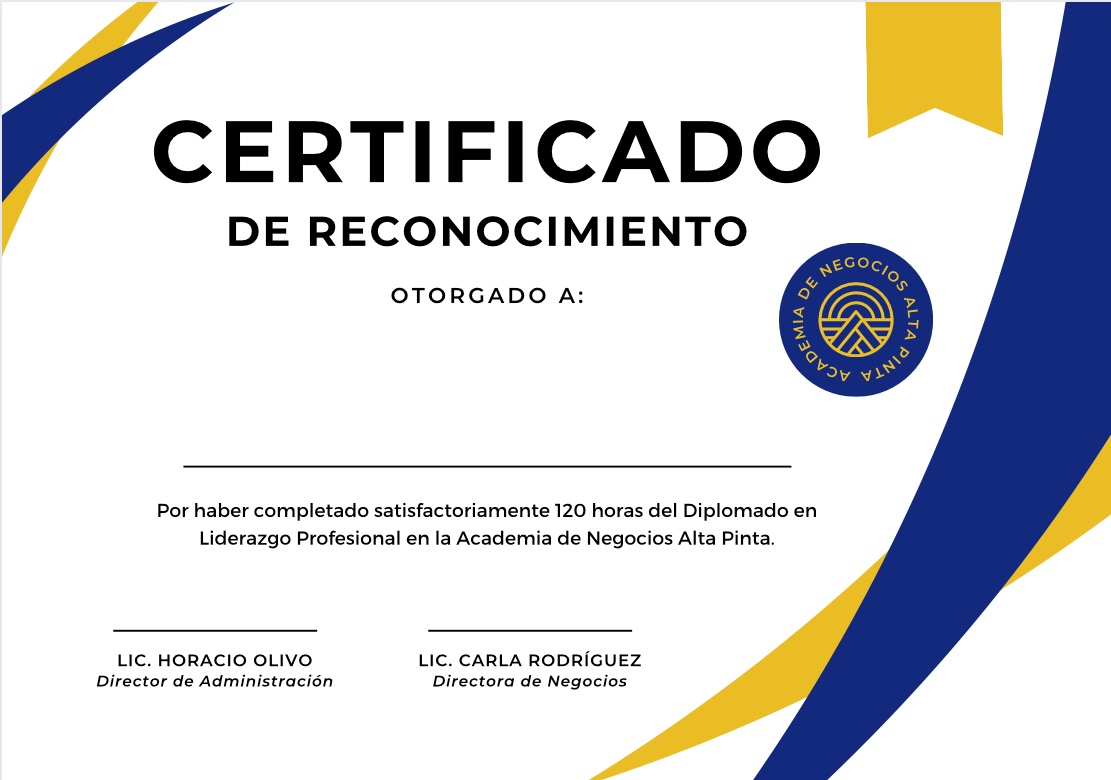 CERTIFICADO
DE RECONOCIMIENTO
OTORGADO A:
ACADEMIA DE NEGOCIOS ALTA PINTA
Por haber completado satisfactoriamente 120 horas del Diplomado en
Liderazgo Profesional en la Academia de Negocios Alta Pinta.
LIC. HORACIO OLIVO
Director de Administración
LIC. CARLA RODRÍGUEZ
Directora de Negocios